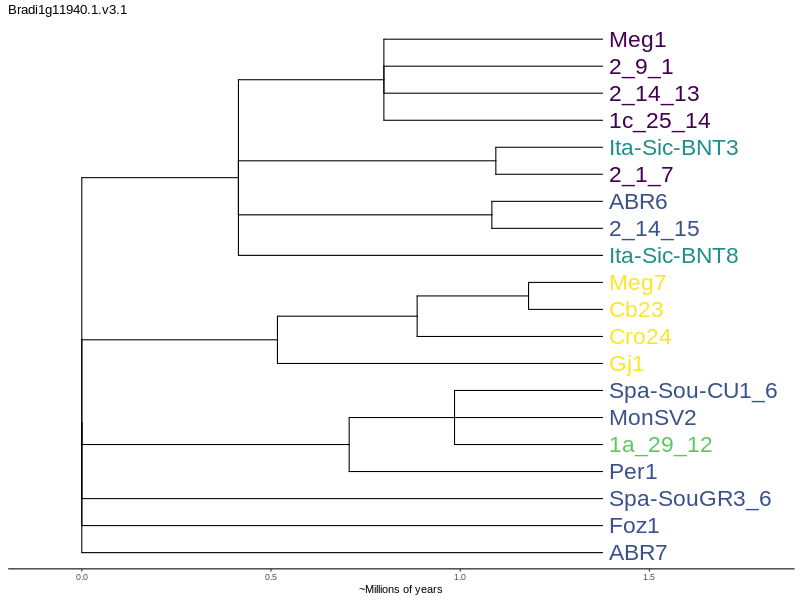 Bradi1g11940.1.v3.1
Meg1
2_9_1
2_14_13
1c_25_14
Ita-Sic-BNT3
2_1_7
ABR6
2_14_15
Ita-Sic-BNT8
Meg7
Cb23
Cro24
Gj1
Spa-Sou-CU1_6
MonSV2
1a_29_12
Per1
Spa-SouGR3_6
Foz1
ABR7
0.0 0.5 1.0 1.5
~Millions of years